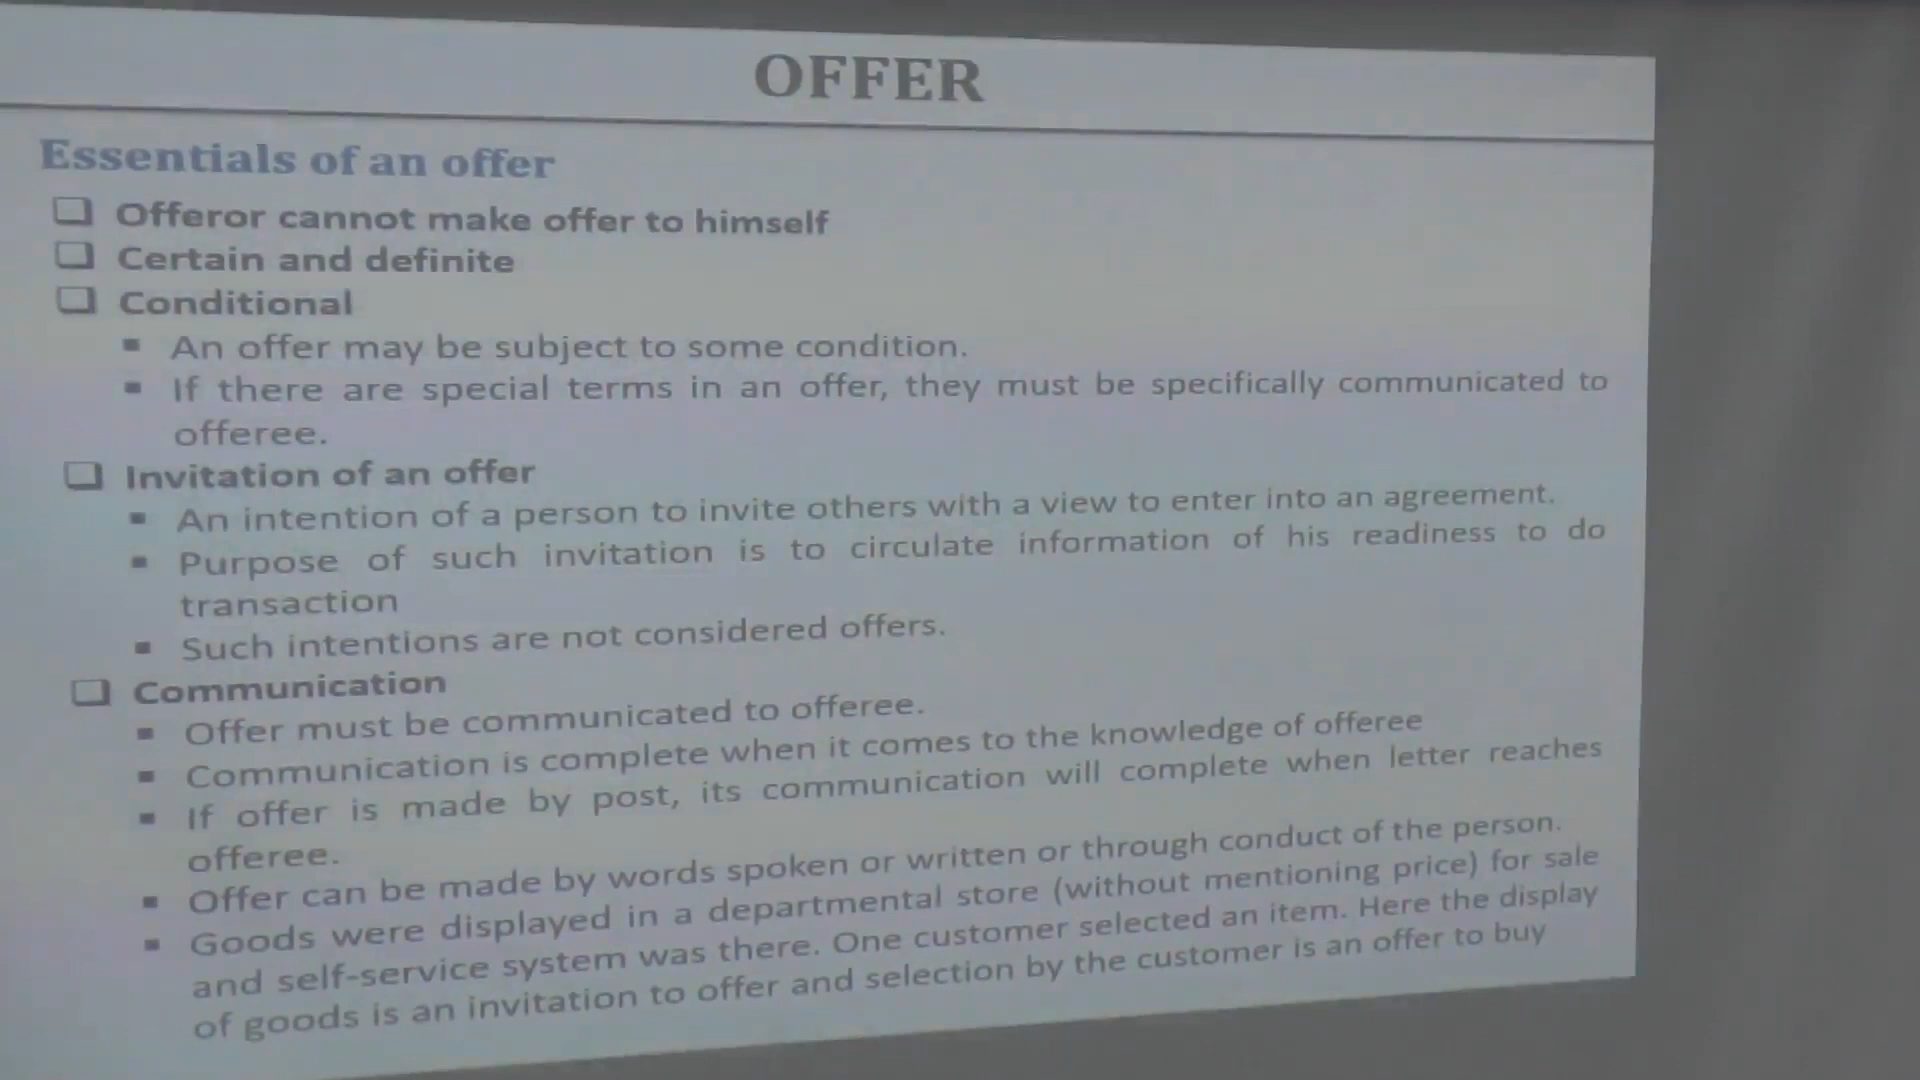 OFFER
Essentials of an offer
❑ Offeror cannot make offer to himself
❑ Certain and definite
❑ Conditional
▪ An offer may be subject to some condition.
▪ If there are special terms in an offer, they must be specifically communicated to
offeree.
❑ Invitation of an offer
▪ An intention of a person to invite others with a view to enter into an agreement.
▪ Purpose of such invitation is to circulate information of his readiness to do
transaction
▪ Such intentions are not considered offers.
❑ Communication
▪ Offer must be communicated to offeree.
▪ Communication is complete when it comes to the knowledge of offeree
▪ If offer is made by post, its communication will complete when letter reaches
offeree.
▪ Offer can be made by words spoken or written or through conduct of the person.
▪ Goods were displayed in a departmental store (without mentioning price) for sale
and self-service system was there. One customer selected an item. Here the display
of goods is an invitation to offer and selection by the customer is an offer to buy